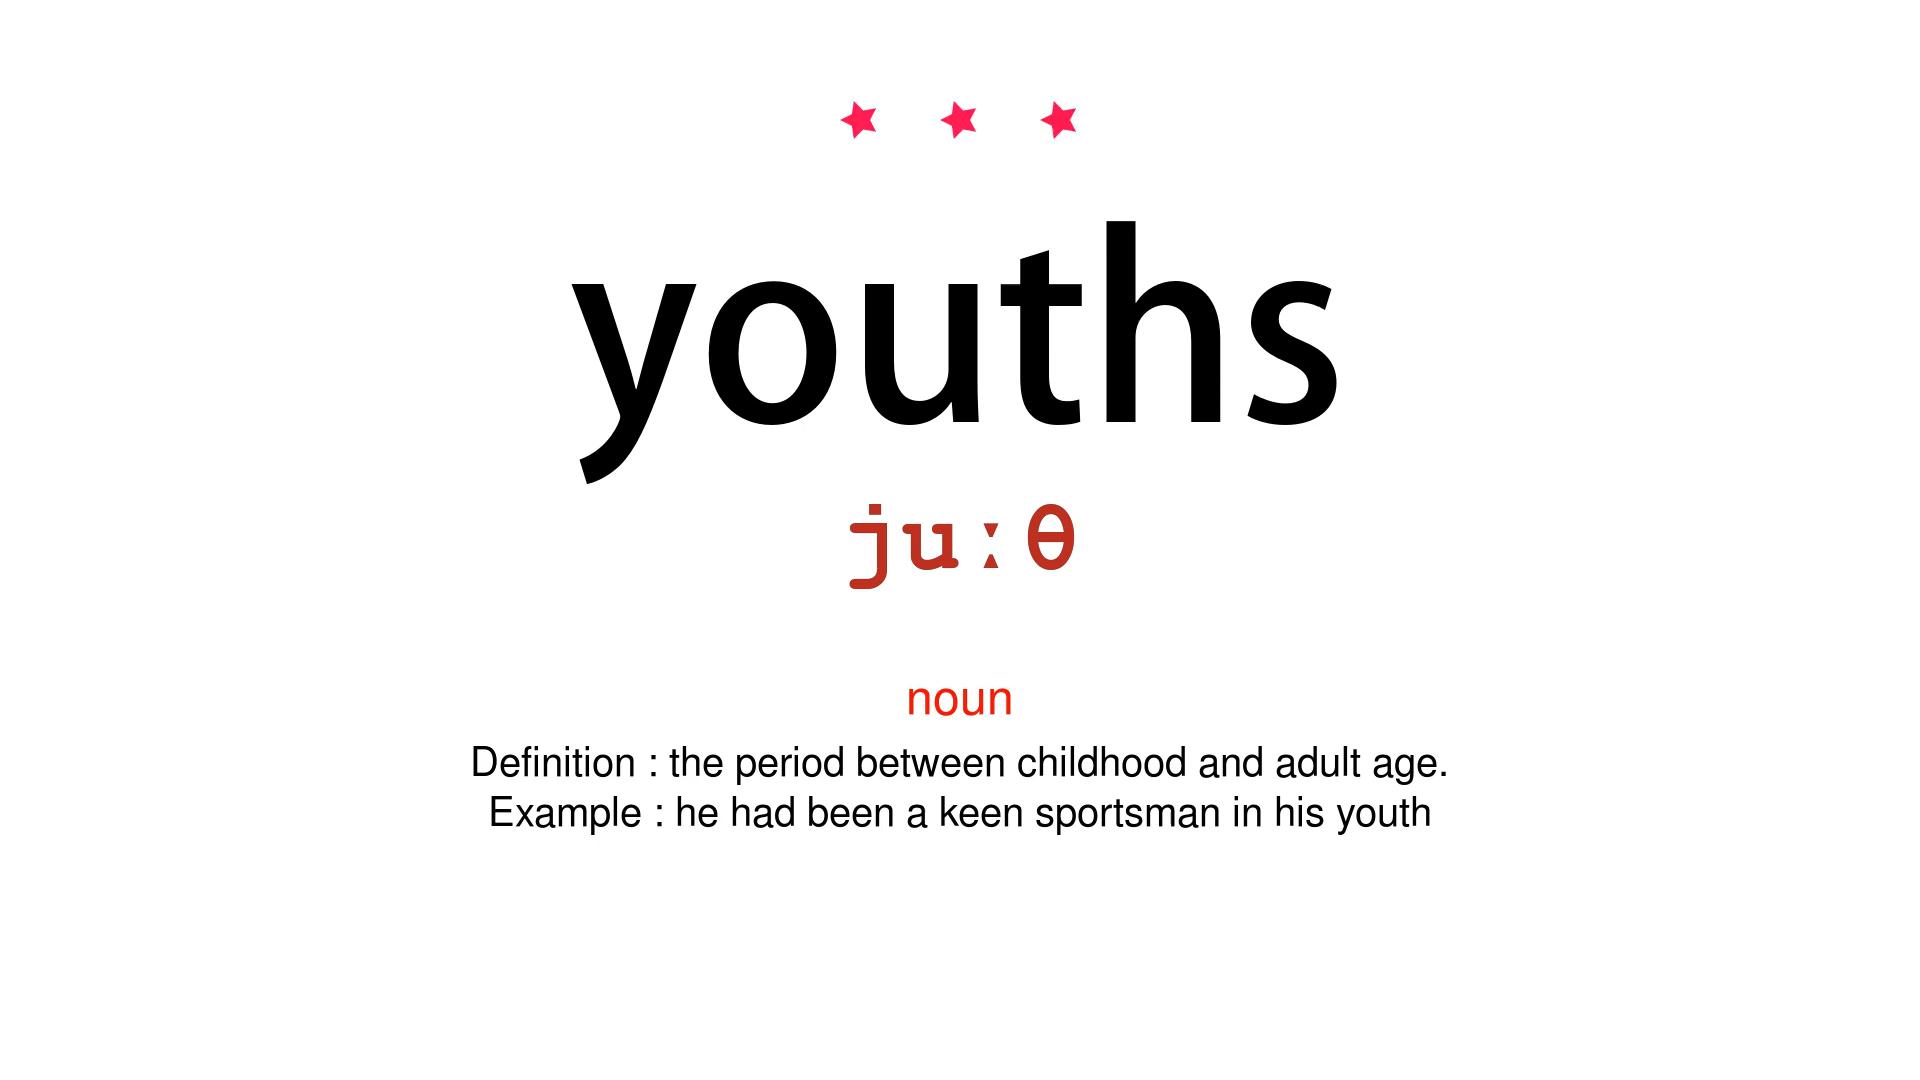 youths
juːθ
noun
Definition : the period between childhood and adult age.
Example : he had been a keen sportsman in his youth